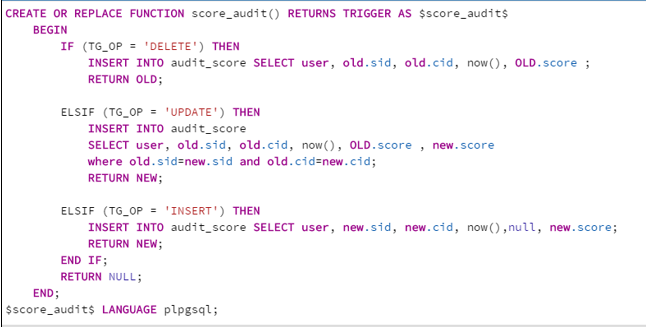 CREATE OR REPLACE FUNCTION score_audit() RETURNS TRIGGER AS $score_audit$
    BEGIN
        IF (TG_OP = 'DELETE') THEN
            INSERT INTO audit_score SELECT user, old.sid, old.cid, now(), OLD.score ;
            RETURN OLD;

        ELSIF (TG_OP = 'UPDATE') THEN
            INSERT INTO audit_score
            SELECT user, old.sid, old.cid, now(), OLD.score , new.score
            where old.sid=new.sid and old.cid=new.cid;
            RETURN NEW;

        ELSIF (TG_OP = 'INSERT') THEN
            INSERT INTO audit_score SELECT user, new.sid, new.cid, now(),null, new.score;
            RETURN NEW;
        END IF;
        RETURN NULL;
    END;
$score_audit$ LANGUAGE plpgsql;